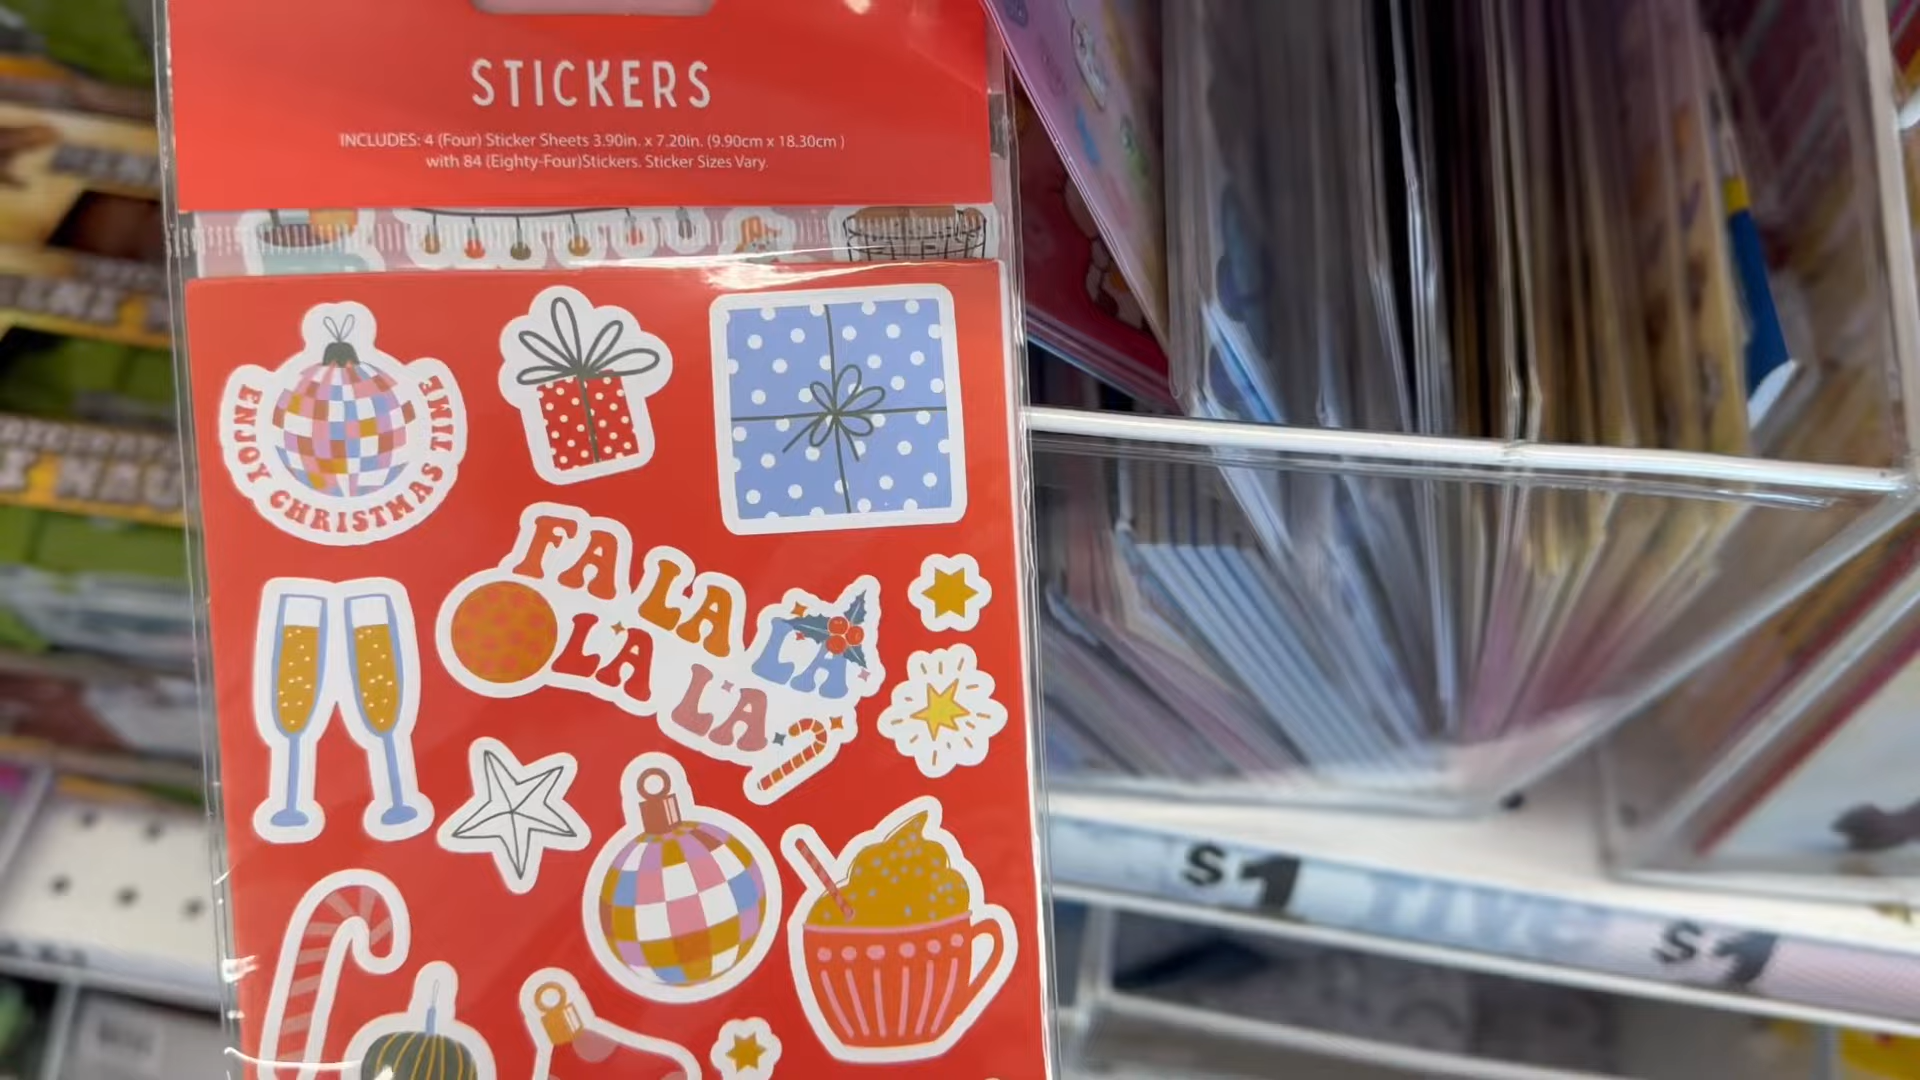 STICKERS
INCLUDES: 4 (Four) Sticker Sheets 3.90in. x 7.20in. (9.90cm x 18.30cm )
with 84 (Eighty-Four)Stickers. Sticker Sizes Vary.
ENJOY CHRISTMAS TIME
FA LA LA
LA LA
$1
$1